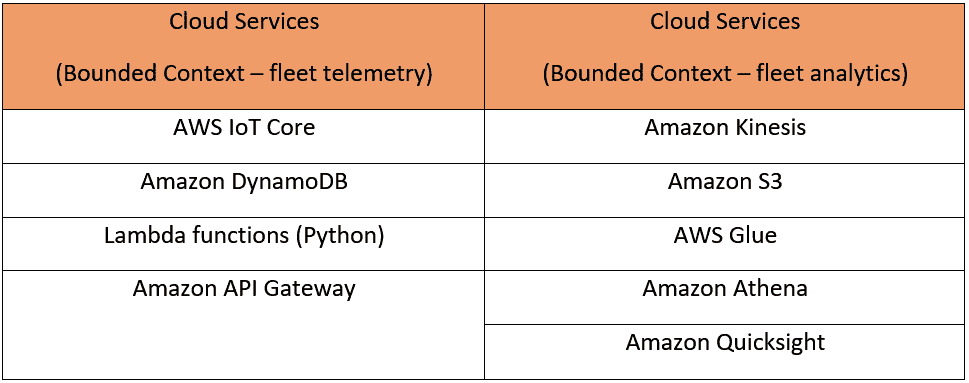 Cloud Services
(Bounded Context – fleet telemetry)
Cloud Services
(Bounded Context – fleet analytics)
AWS IoT Core
Amazon Kinesis
Amazon DynamoDB
Amazon S3
Lambda functions (Python)
AWS Glue
Amazon API Gateway
Amazon Athena
Amazon Quicksight